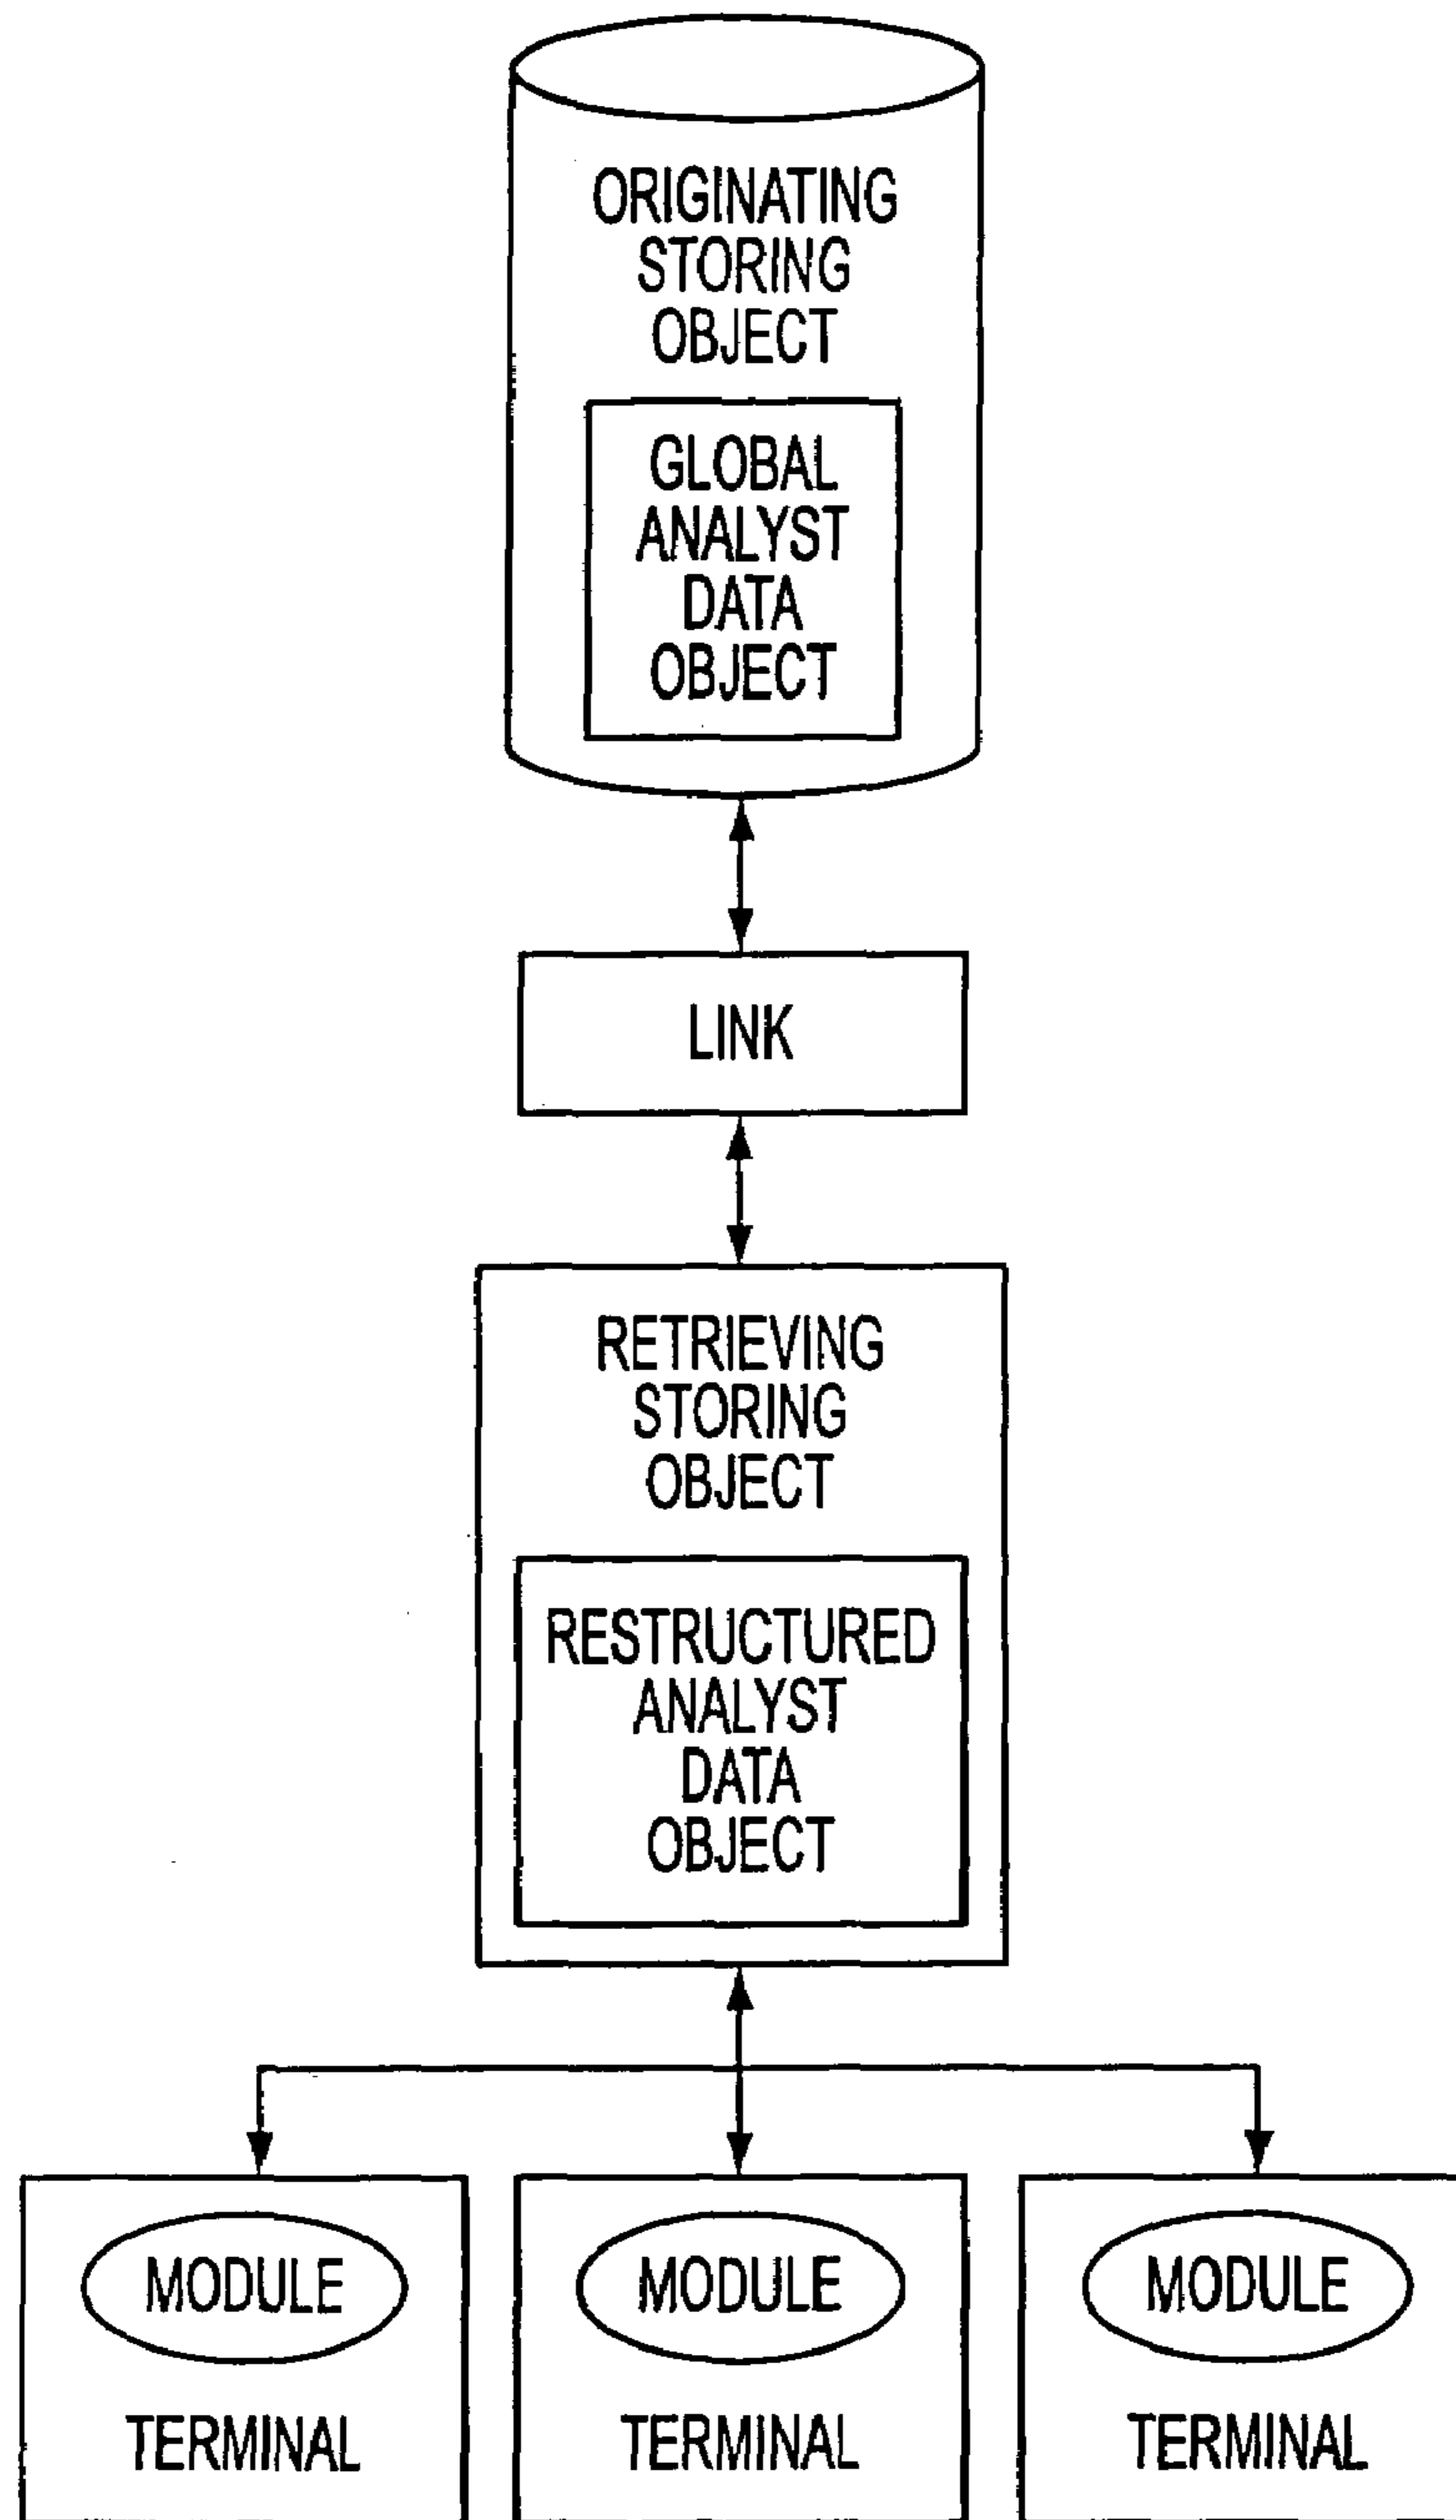 ORIGINATING
STORING
OBJECT
GLOBAL
ANALYST
DATA
OBJECT
LINK
RETRIEVING
STORING
OBJECT
RESTRUCTURED
ANALYST
DATA
OBJECT
MODULE
TERMINAL
MODULE
TERMINAL
MODULE
TERMINAL